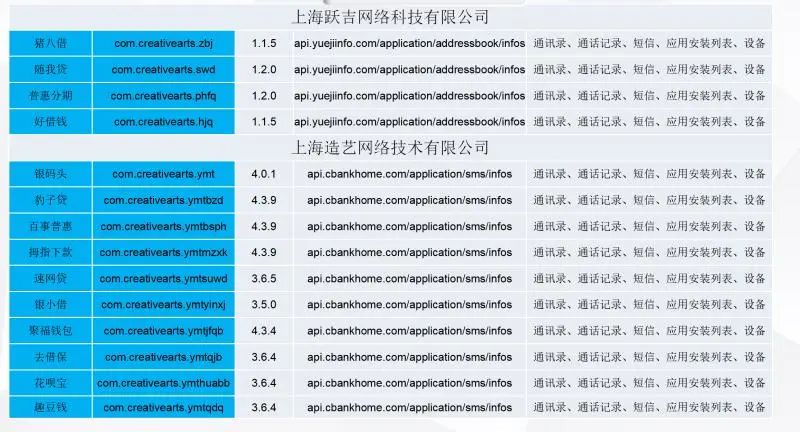 上海跃吉网络科技有限公司
猪八借 com.creativearts.zbj 1.1.5 api.yuejiinfo.com/application/addressbook/infos 通讯录、通话记录、短信、应用安装列表、设备
随我贷 com.creativearts.swd 1.2.0 api.yuejiinfo.com/application/addressbook/infos 通讯录、通话记录、短信、应用安装列表、设备
普惠分期 com.creativearts.phfq 1.2.0 api.yuejiinfo.com/application/addressbook/infos 通讯录、通话记录、短信、应用安装列表、设备
好借钱 com.creativearts.hjq 1.1.5 api.yuejiinfo.com/application/addressbook/infos 通讯录、通话记录、短信、应用安装列表、设备
上海造艺网络技术有限公司
银码头 com.creativearts.ymt 4.0.1 api.cbankhome.com/application/sms/infos 通讯录、通话记录、短信、应用安装列表、设备
豹子贷 com.creativearts.ymtbzd 4.3.9 api.cbankhome.com/application/sms/infos 通讯录、通话记录、短信、应用安装列表、设备
百事普惠 com.creativearts.ymtbsph 4.3.9 api.cbankhome.com/application/sms/infos 通讯录、通话记录、短信、应用安装列表、设备
拇指下款 com.creativearts.ymtmzxk 4.3.9 api.cbankhome.com/application/sms/infos 通讯录、通话记录、短信、应用安装列表、设备
速网贷 com.creativearts.ymtsuwd 3.6.5 api.cbankhome.com/application/sms/infos 通讯录、通话记录、短信、应用安装列表、设备
银小借 com.creativearts.ymtyinxj 3.5.0 api.cbankhome.com/application/sms/infos 通讯录、通话记录、短信、应用安装列表、设备
聚福钱包 com.creativearts.ymtjfqb 4.3.4 api.cbankhome.com/application/sms/infos 通讯录、通话记录、短信、应用安装列表、设备
去借保 com.creativearts.ymtqjb 3.6.4 api.cbankhome.com/application/sms/infos 通讯录、通话记录、短信、应用安装列表、设备
花呗宝 com.creativearts.ymthuabb 3.6.4 api.cbankhome.com/application/sms/infos 通讯录、通话记录、短信、应用安装列表、设备
趣豆钱 com.creativearts.ymtqdq 3.6.4 api.cbankhome.com/application/sms/infos 通讯录、通话记录、短信、应用安装列表、设备